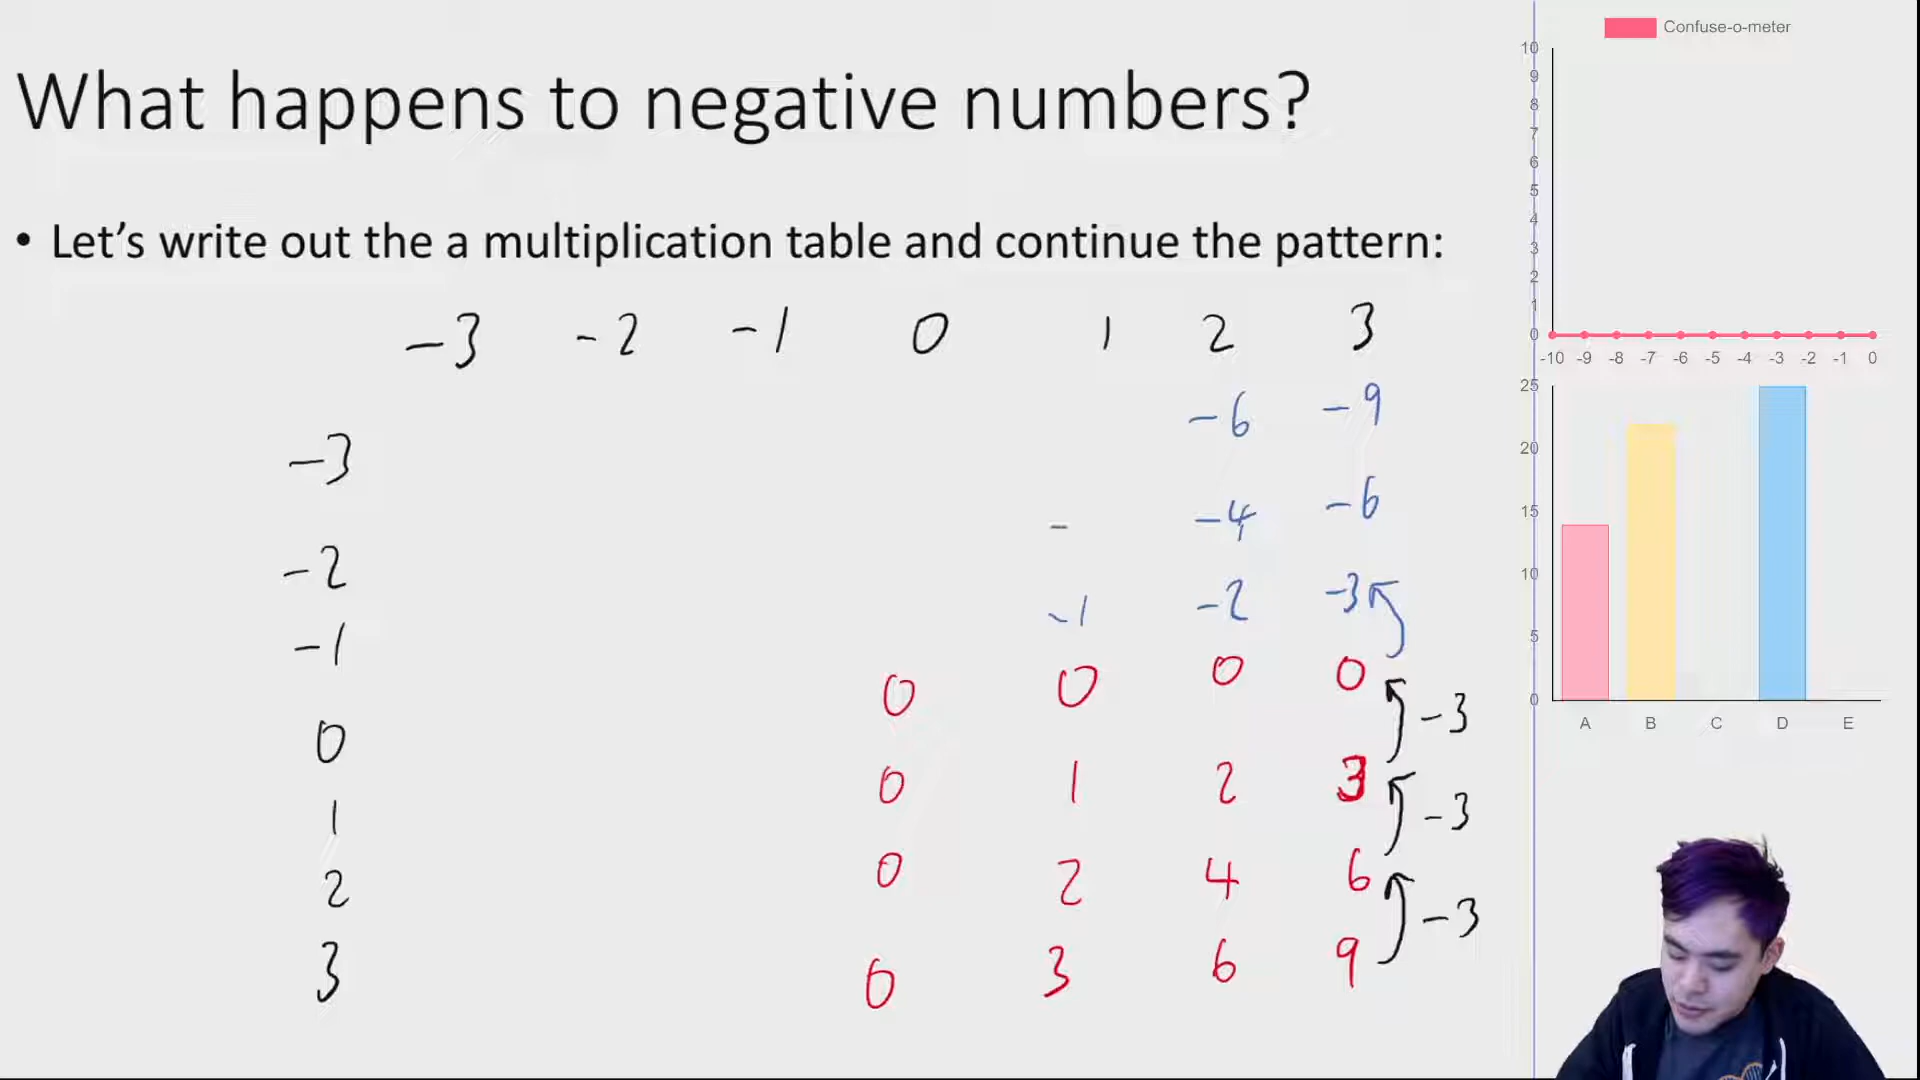 Confuse-o-meter
What happens to negative numbers?
• Let's write out the a multiplication table and continue the pattern:
-3 -2 -1 0 1 2 3
-3 -6 -9
-2 - -4 -6
-1 -1 -2 -3
0 0 0 0 0 -3
1 0 1 2 3 -3
2 0 2 4 6 -3
3 0 3 6 9
10
9
8
7
6
5
4
3
2
1
0
-10 -9 -8 -7 -6 -5 -4 -3 -2 -1 0
25
20
15
10
5
0
A B C D E